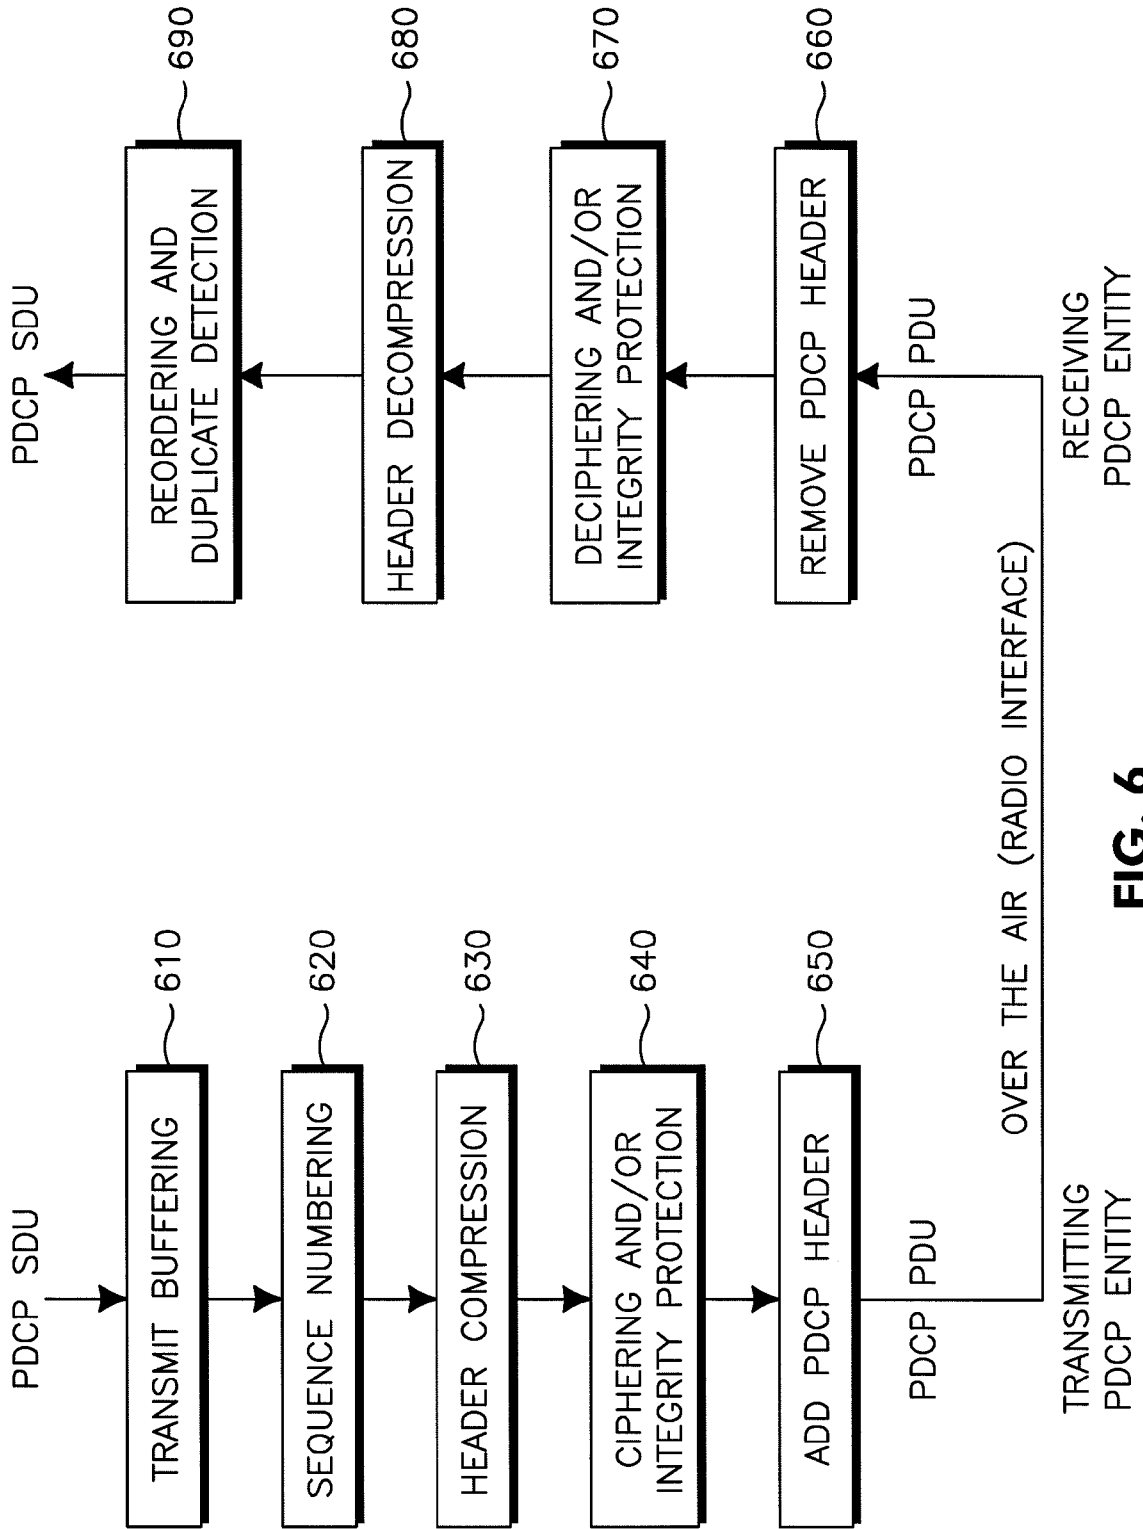 PDCP SDU
TRANSMIT BUFFERING
610
SEQUENCE NUMBERING
620
HEADER COMPRESSION
630
CIPHERING AND/OR
INTEGRITY PROTECTION
640
ADD PDCP HEADER
650
PDCP PDU
TRANSMITTING
PDCP ENTITY
OVER THE AIR (RADIO INTERFACE)
PDCP SDU
REORDERING AND
DUPLICATE DETECTION
690
HEADER DECOMPRESSION
680
DECIPHERING AND/OR
INTEGRITY PROTECTION
670
REMOVE PDCP HEADER
660
PDCP PDU
RECEIVING
PDCP ENTITY
FIG. 6